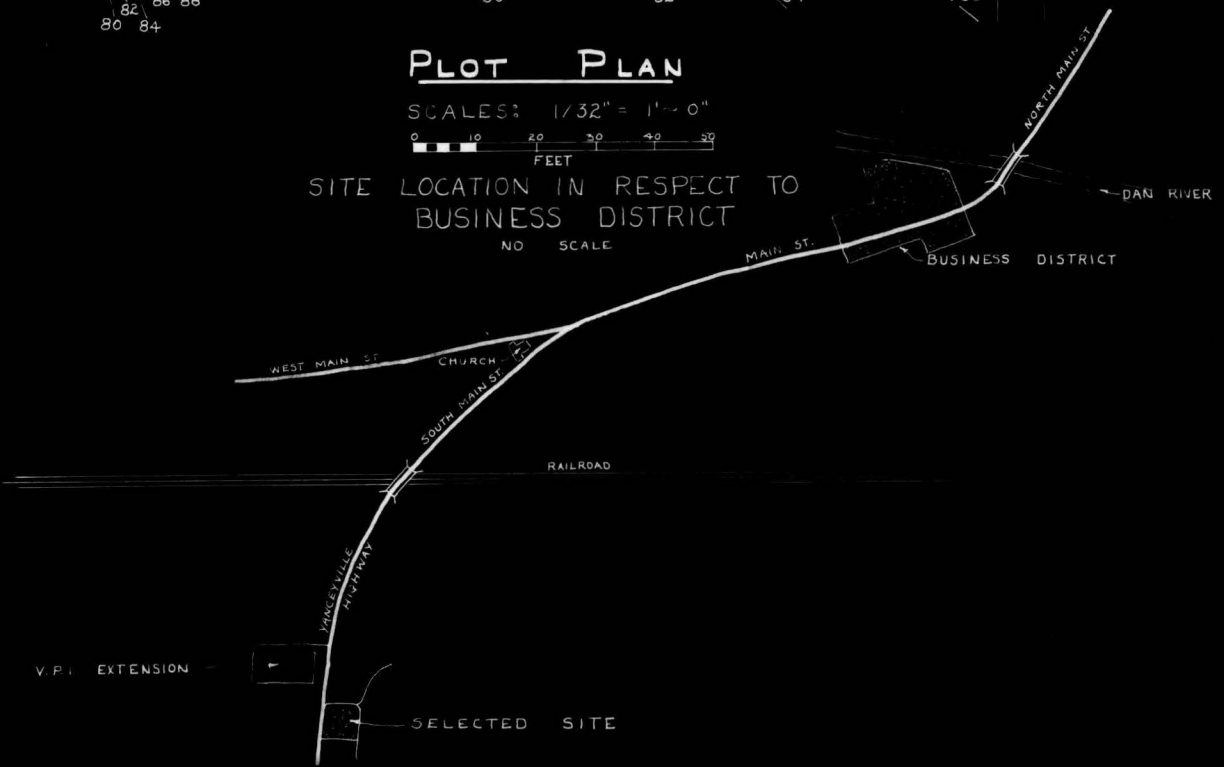 82 86 88
80 84
PLOT PLAN
SCALES: 1/32" = 1'- 0"
0 10 20 30 40 50
FEET
SITE LOCATION IN RESPECT TO
BUSINESS DISTRICT
NO SCALE
NORTH MAIN ST
DAN RIVER
MAIN ST.
BUSINESS DISTRICT
WEST MAIN ST
CHURCH
SOUTH MAIN ST.
RAILROAD
YANCEYVILLE
HIGHWAY
V.P.I EXTENSION
SELECTED SITE